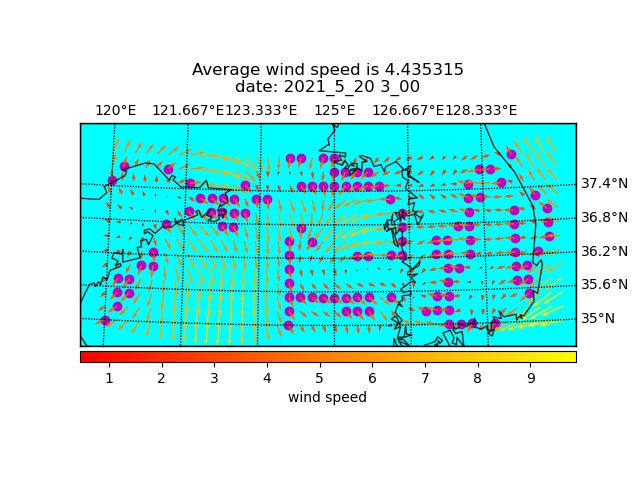 Average wind speed is 4.435315
date: 2021_5_20 3_00
120°E 121.667°E 123.333°E 125°E 126.667°E 128.333°E
37.4°N
36.8°N
36.2°N
35.6°N
35°N
1 2 3 4 5 6 7 8 9
wind speed